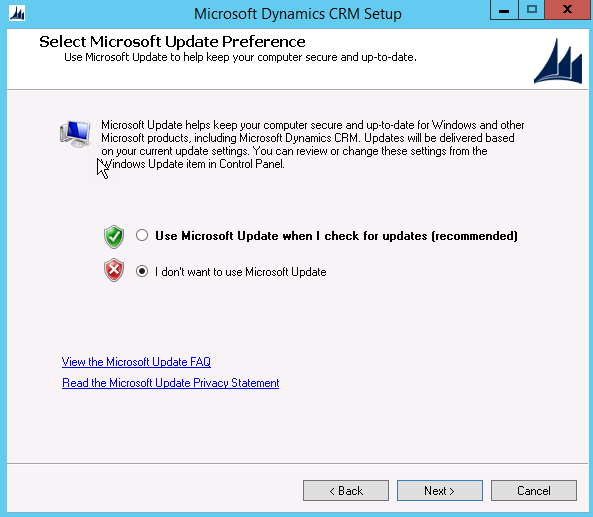 Microsoft Dynamics CRM Setup
Select Microsoft Update Preference
Use Microsoft Update to help keep your computer secure and up-to-date.
Microsoft Update helps keep your computer secure and up-to-date for Windows and other
Microsoft products, including Microsoft Dynamics CRM. Updates will be delivered based
on your current update settings. You can review or change these settings from the
Windows Update item in Control Panel.
Use Microsoft Update when I check for updates (recommended)
I don't want to use Microsoft Update
View the Microsoft Update FAQ
Read the Microsoft Update Privacy Statement
< Back
Next >
Cancel